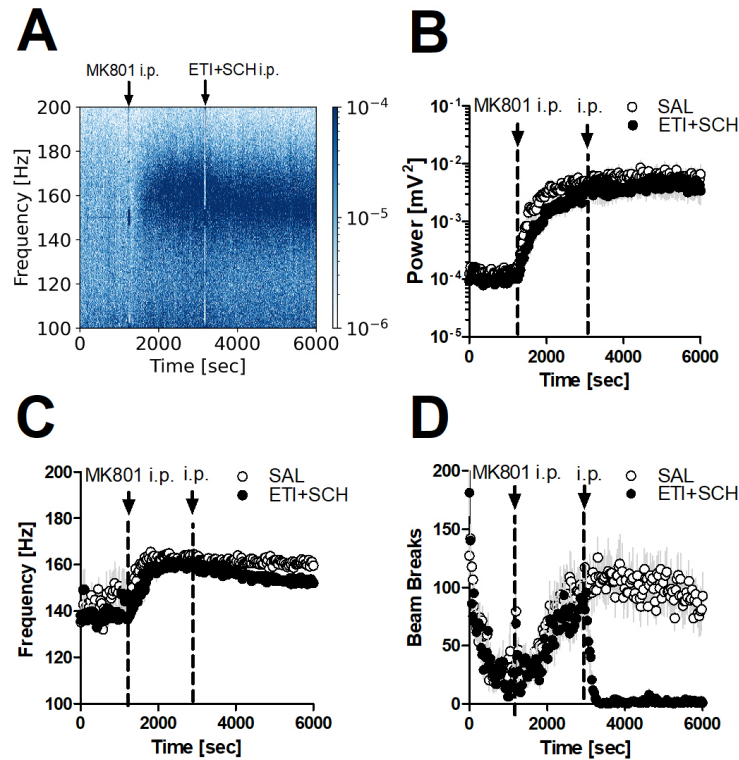 A
MK801 i.p. ETI+SCH i.p.
200
180
160
140
120
100
Frequency [Hz]
10⁻⁴
10⁻⁵
10⁻⁶
0 2000 4000 6000
Time [sec]
B
MK801 i.p. i.p. SAL
ETI+SCH
10⁻¹
10⁻²
10⁻³
10⁻⁴
10⁻⁵
Power [mV²]
0 2000 4000 6000
Time [sec]
C
MK801 i.p. i.p. SAL
ETI+SCH
200
180
160
140
120
100
Frequency [Hz]
0 2000 4000 6000
Time [sec]
D
MK801 i.p. i.p. SAL
ETI+SCH
200
150
100
50
0
Beam Breaks
0 2000 4000 6000
Time [sec]